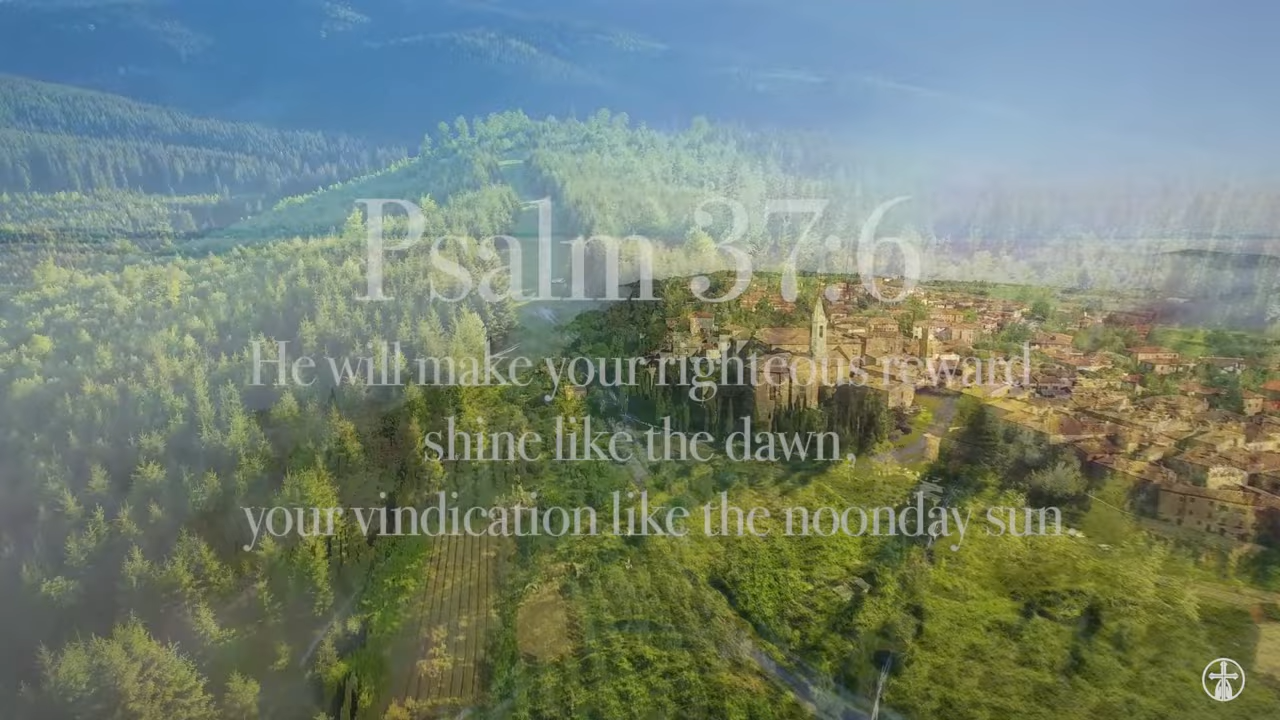 Psalm 37:6
He will make your righteous reward
shine like the dawn,
your vindication like the noonday sun.